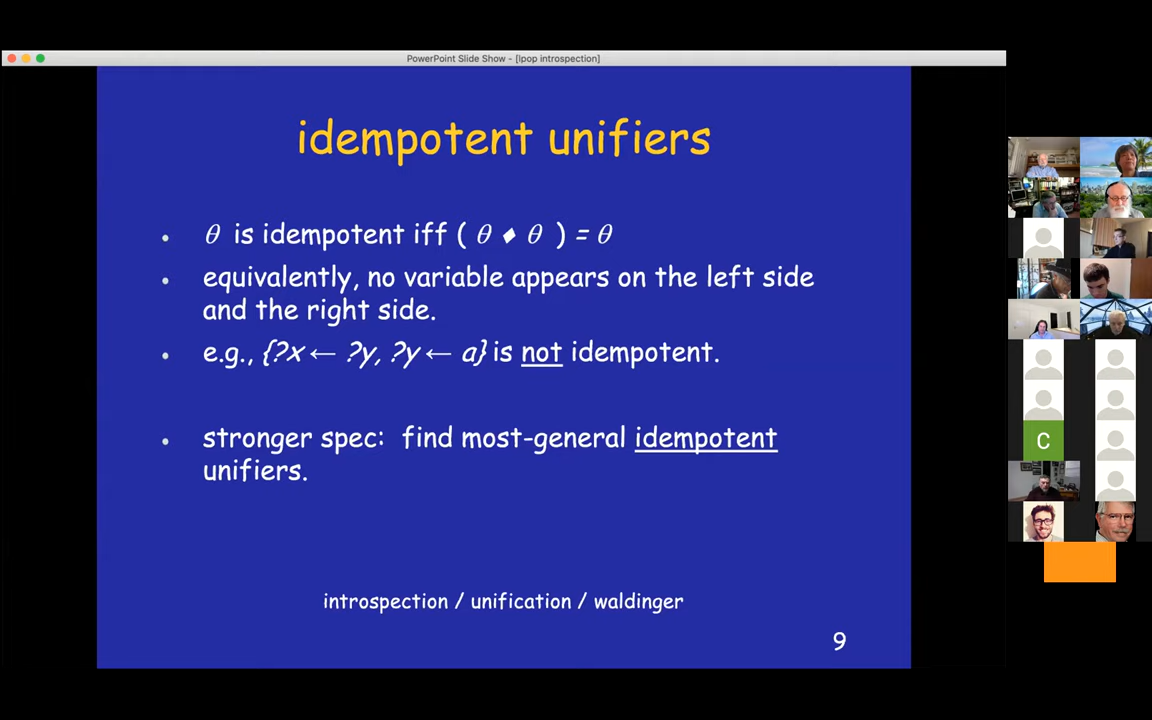 PowerPoint Slide Show - [lpop introspection]
idempotent unifiers
• θ is idempotent iff ( θ ♦ θ ) = θ
• equivalently, no variable appears on the left side
and the right side.
• e.g., {?x ← ?y, ?y ← a} is not idempotent.
• stronger spec: find most-general idempotent
unifiers.
introspection / unification / waldinger
9
C